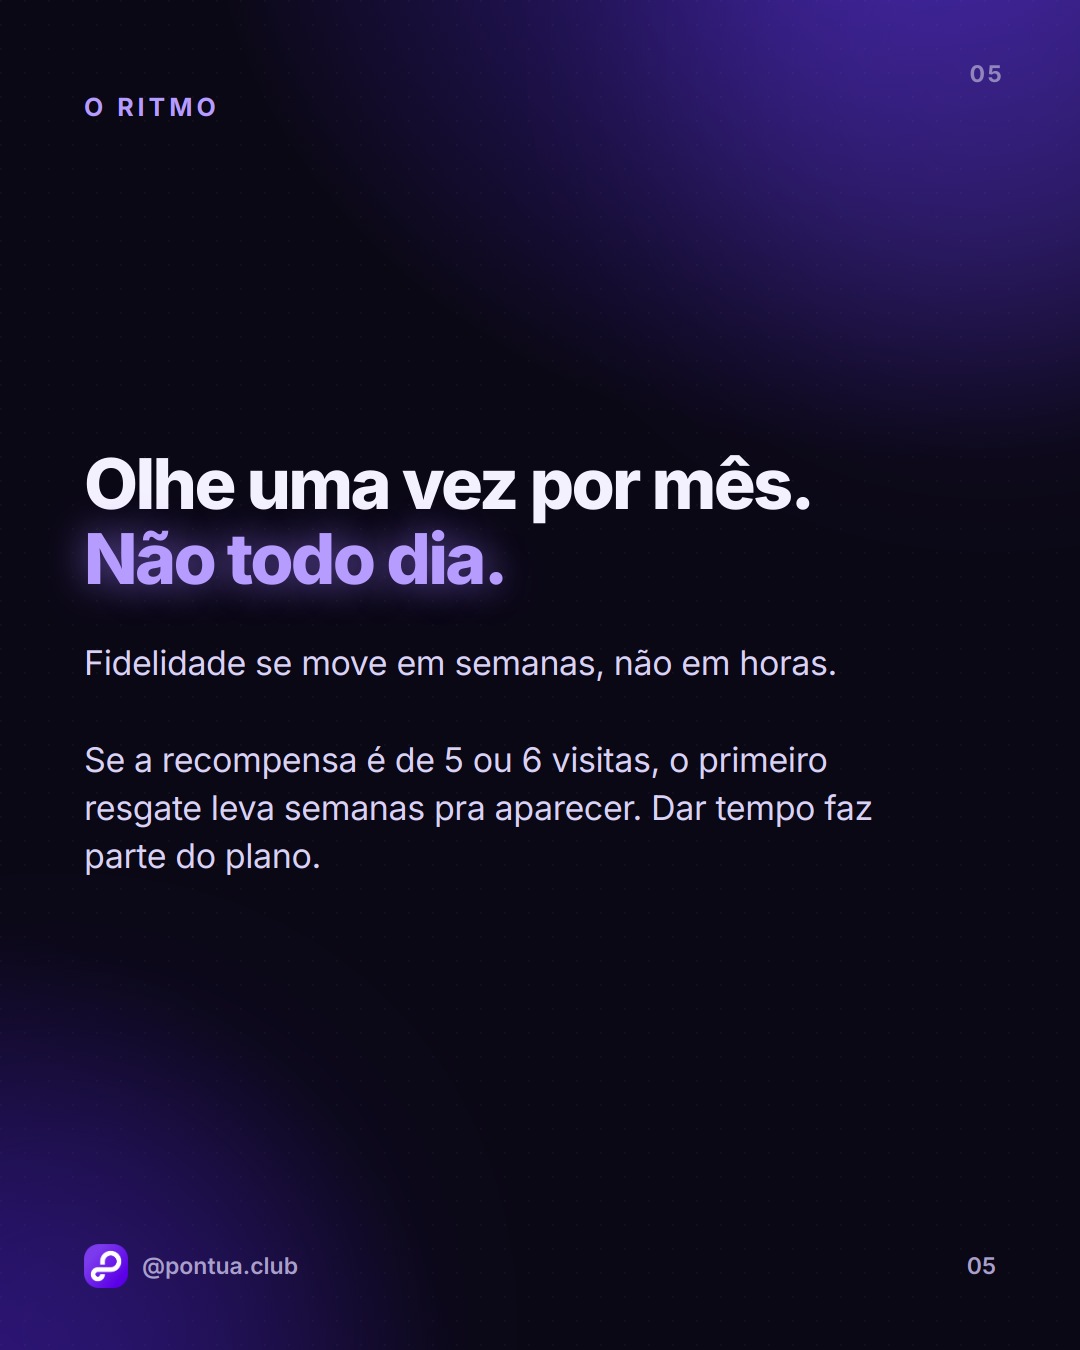 05
O RITMO
Olhe uma vez por mês.
Não todo dia.
Fidelidade se move em semanas, não em horas.
Se a recompensa é de 5 ou 6 visitas, o primeiro
resgate leva semanas pra aparecer. Dar tempo faz
parte do plano.
@pontua.club
05